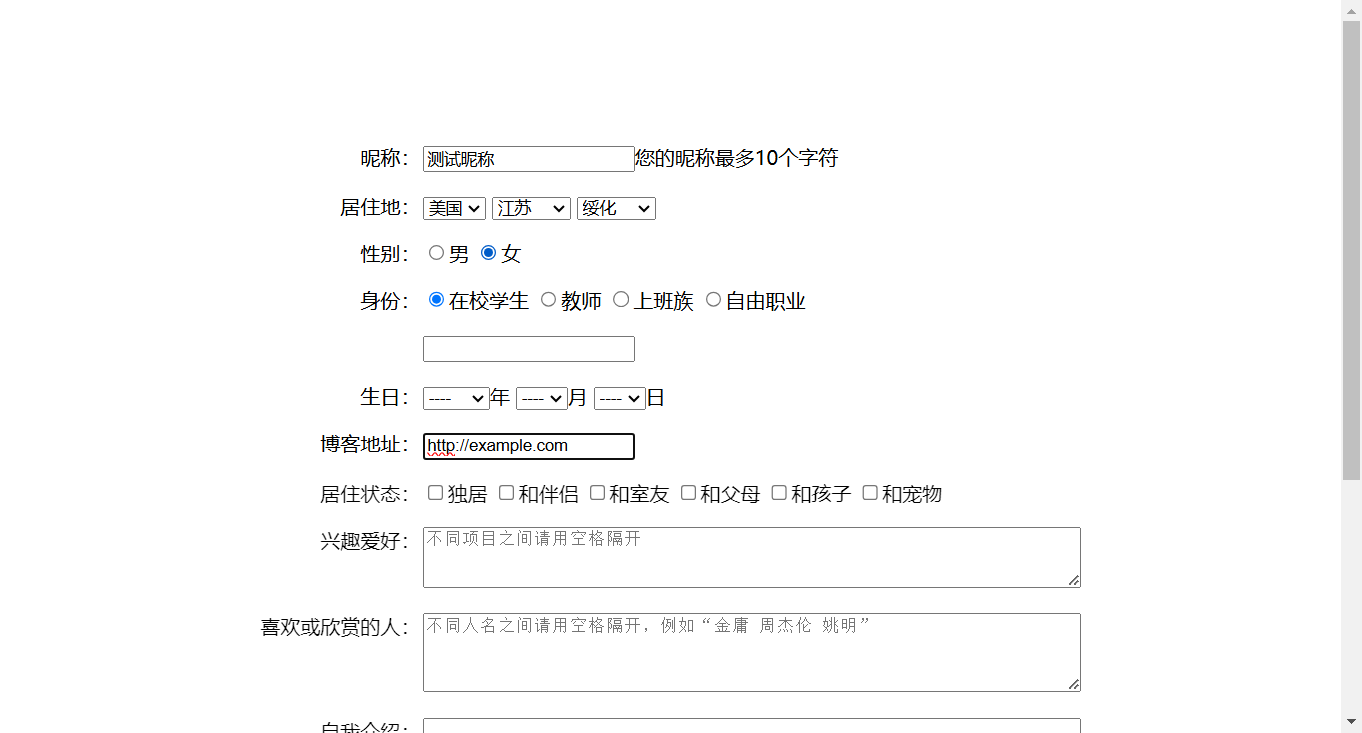 昵称： 测试昵称 您的昵称最多10个字符
居住地： 美国 江苏 绥化
性别： 男 女
身份： 在校学生 教师 上班族 自由职业
生日： ---- 年 ---- 月 ---- 日
博客地址： http://example.com
居住状态： 独居 和伴侣 和室友 和父母 和孩子 和宠物
兴趣爱好： 不同项目之间请用空格隔开
喜欢或欣赏的人： 不同人名之间请用空格隔开，例如“金庸 周杰伦 姚明”
自我介绍：